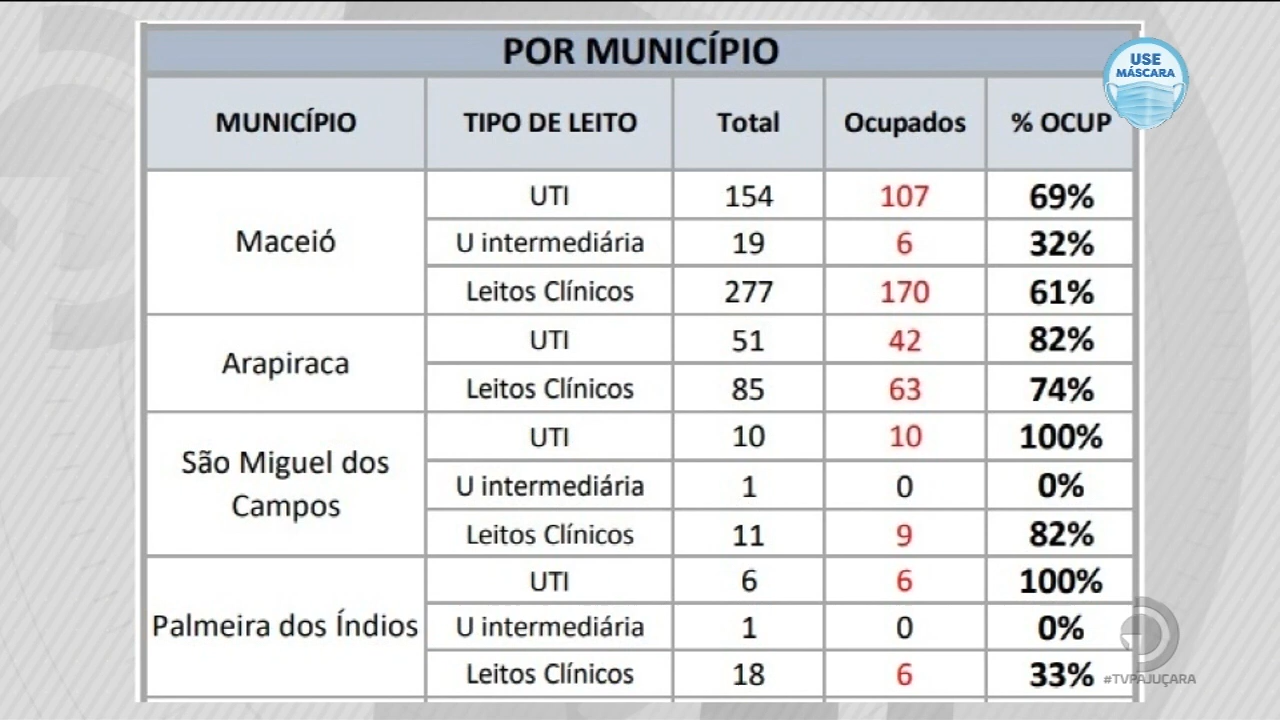 POR MUNICÍPIO
USE
MÁSCARA
MUNICÍPIO TIPO DE LEITO Total Ocupados % OCUP
Maceió
UTI 154 107 69%
U intermediária 19 6 32%
Leitos Clínicos 277 170 61%
Arapiraca
UTI 51 42 82%
Leitos Clínicos 85 63 74%
São Miguel dos
Campos
UTI 10 10 100%
U intermediária 1 0 0%
Leitos Clínicos 11 9 82%
Palmeira dos Índios
UTI 6 6 100%
U intermediária 1 0 0%
Leitos Clínicos 18 6 33%
#TVPAJUÇARA